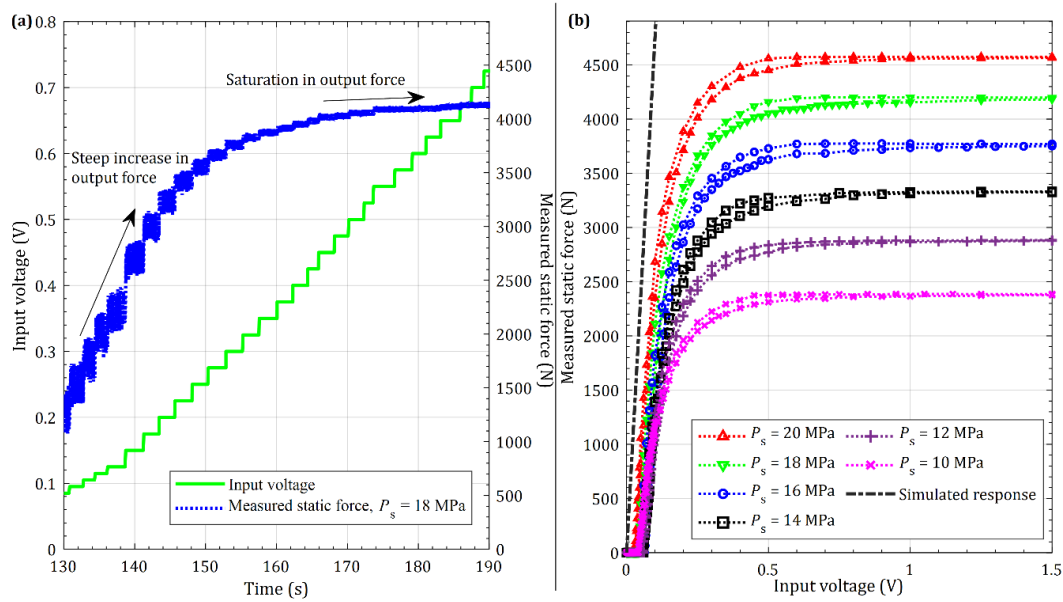 (a)
Input voltage (V)
0.8
0.7
0.6
0.5
0.4
0.3
0.2
0.1
0
Saturation in output force
Steep increase in
output force
Input voltage
Measured static force, Ps = 18 MPa
130
140
150
160
170
180
190
Time (s)
4500
4000
3500
3000
2500
2000
1500
1000
500
0
Measured static
force (N)
(b)
Measured static force (N)
4500
4000
3500
3000
2500
2000
1500
1000
500
0
Ps = 20 MPa
Ps = 18 MPa
Ps = 16 MPa
Ps = 14 MPa
Ps = 12 MPa
Ps = 10 MPa
Simulated response
0
0.5
1.0
1.5
Input voltage (V)